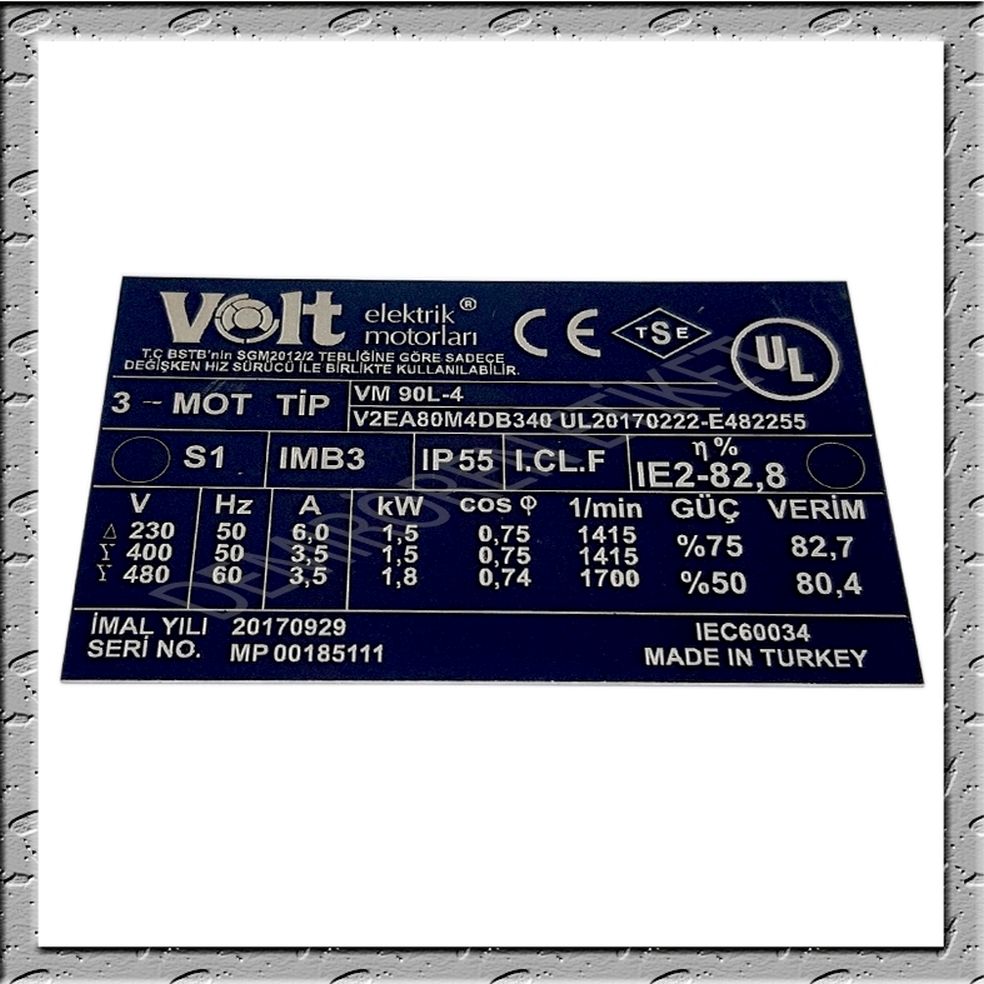 Volt elektrik® motorları
CE TSE UL
T.C BSTB'nin SGM2012/2 TEBLİĞİNE GÖRE SADECE
DEĞİŞKEN HIZ SÜRÜCÜ İLE BİRLİKTE KULLANILABİLİR.
3 ~ MOT TİP VM 90L-4
V2EA80M4DB340 UL20170222-E482255
S1 IMB3 IP55 I.CL.F η% IE2-82,8
V Hz A kW cos φ 1/min GÜÇ VERİM
Δ 230 50 6,0 1,5 0,75 1415 %75 82,7
Y 400 50 3,5 1,5 0,75 1415
Y 480 60 3,5 1,8 0,74 1700 %50 80,4
İMAL YILI 20170929 IEC60034
SERİ NO. MP 00185111 MADE IN TURKEY
DEMİROREM ETİKET